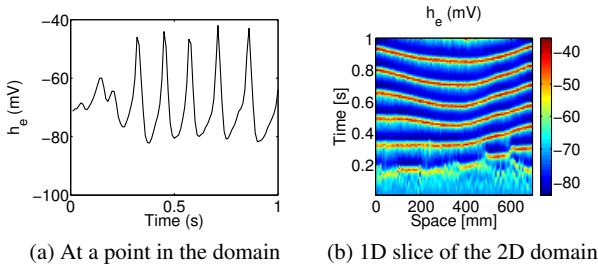 h_e (mV)
−40
−60
−80
−100
0
0.5
1
Time (s)
h_e (mV)
(a) At a point in the domain
h_e (mV)
1
0.8
0.6
0.4
0.2
Time [s]
0
200
400
600
Space [mm]
−40
−50
−60
−70
−80
(b) 1D slice of the 2D domain